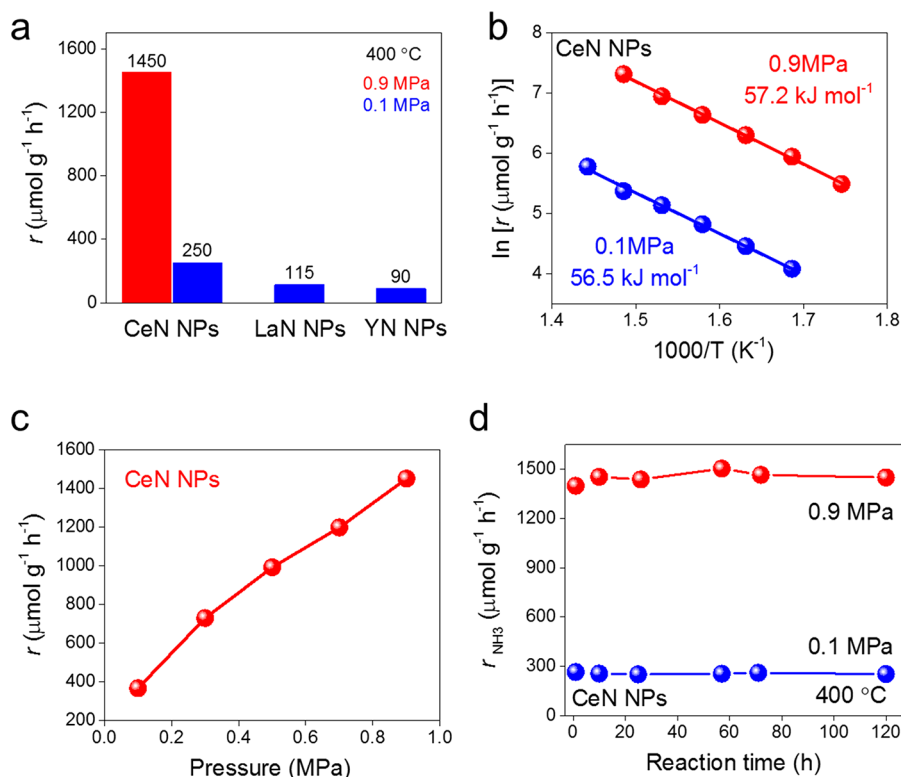 a
1600
1200
800
400
0
r (μmol g⁻¹ h⁻¹)
400 °C
0.9 MPa
0.1 MPa
1450
250
115
90
CeN NPs
LaN NPs
YN NPs
b
CeN NPs
0.9MPa
57.2 kJ mol⁻¹
0.1MPa
56.5 kJ mol⁻¹
ln [r (μmol g⁻¹ h⁻¹)]
8
7
6
5
4
1.4 1.5 1.6 1.7 1.8
1000/T (K⁻¹)
c
CeN NPs
r (μmol g⁻¹ h⁻¹)
1600
1400
1200
1000
800
600
400
200
0.0 0.2 0.4 0.6 0.8 1.0
Pressure (MPa)
d
r NH3 (μmol g⁻¹ h⁻¹)
1500
1200
900
600
300
0
0.9 MPa
0.1 MPa
CeN NPs
400 °C
0 20 40 60 80 100 120
Reaction time (h)